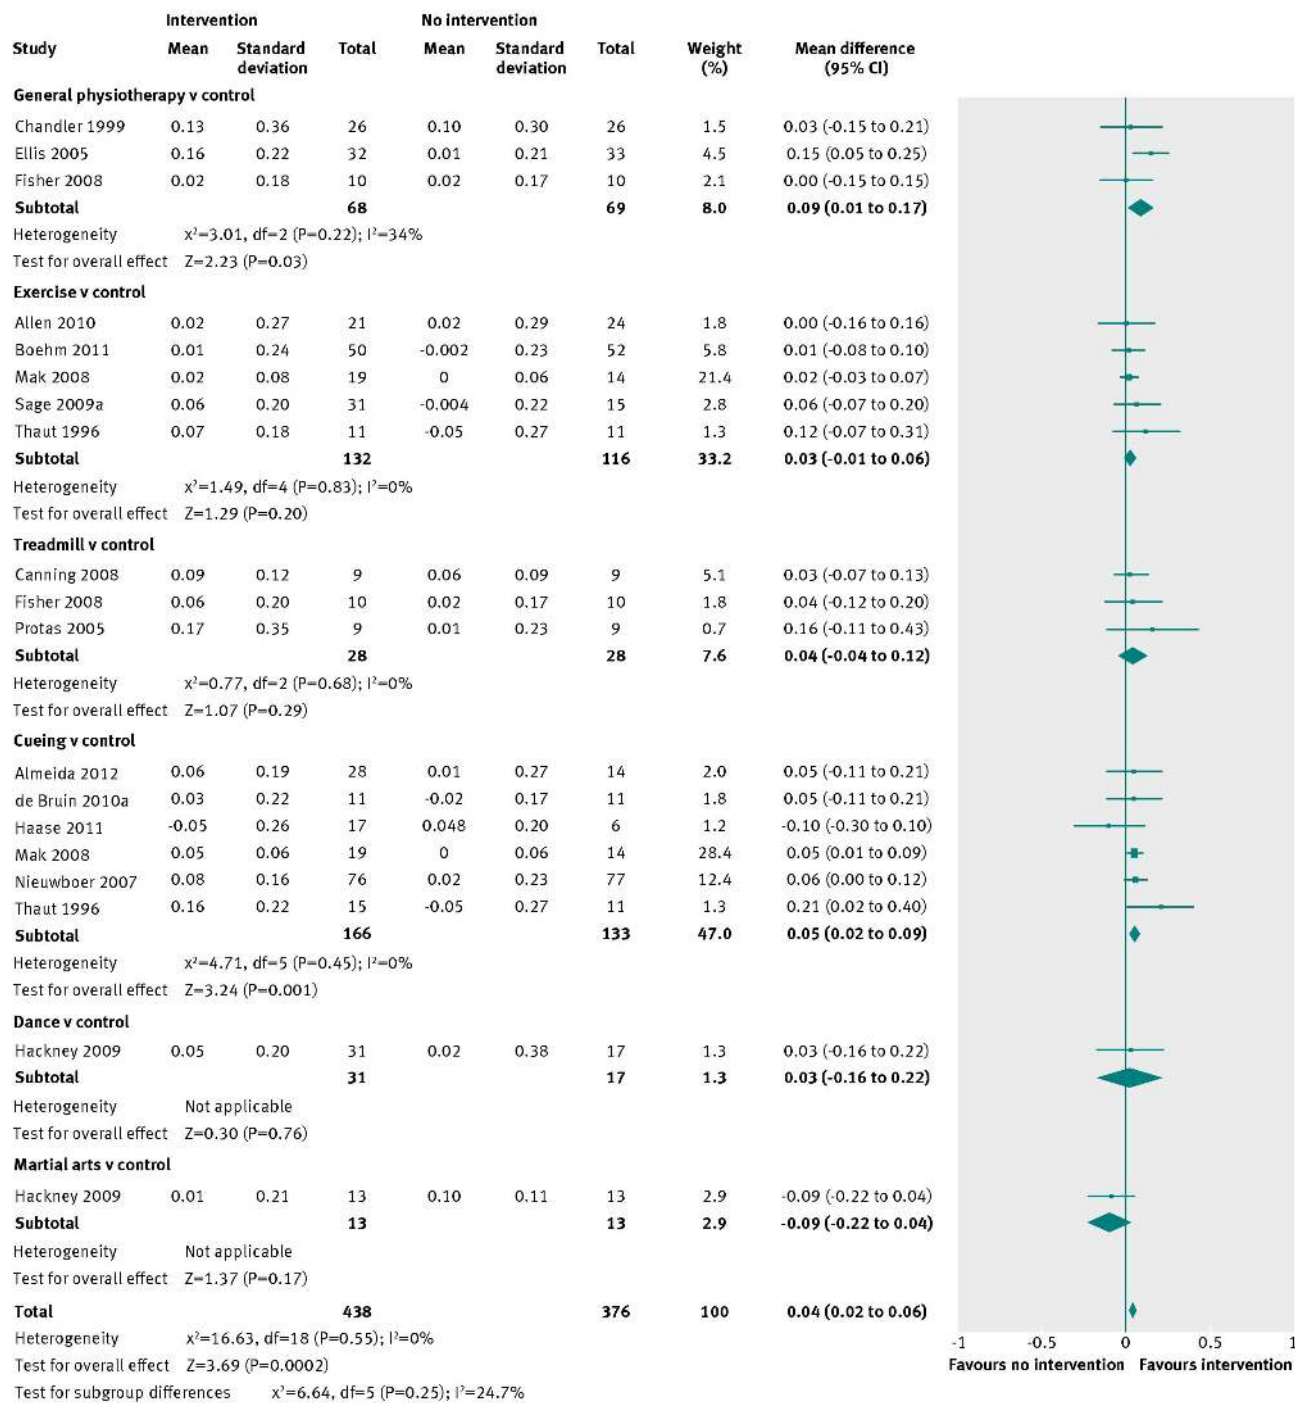 Intervention No intervention
Study Mean Standard deviation Total Mean Standard deviation Total Weight (%) Mean difference (95% CI)
General physiotherapy v control
Chandler 1999 0.13 0.36 26 0.10 0.30 26 1.5 0.03 (-0.15 to 0.21)
Ellis 2005 0.16 0.22 32 0.01 0.21 33 4.5 0.15 (0.05 to 0.25)
Fisher 2008 0.02 0.18 10 0.02 0.17 10 2.1 0.00 (-0.15 to 0.15)
Subtotal 68 69 8.0 0.09 (0.01 to 0.17)
Heterogeneity x²=3.01, df=2 (P=0.22); I²=34%
Test for overall effect Z=2.23 (P=0.03)
Exercise v control
Allen 2010 0.02 0.27 21 0.02 0.29 24 1.8 0.00 (-0.16 to 0.16)
Boehm 2011 0.01 0.24 50 -0.002 0.23 52 5.8 0.01 (-0.08 to 0.10)
Mak 2008 0.02 0.08 19 0 0.06 14 21.4 0.02 (-0.03 to 0.07)
Sage 2009a 0.06 0.20 31 -0.004 0.22 15 2.8 0.06 (-0.07 to 0.20)
Thaut 1996 0.07 0.18 11 -0.05 0.27 11 1.3 0.12 (-0.07 to 0.31)
Subtotal 132 116 33.2 0.03 (-0.01 to 0.06)
Heterogeneity x²=1.49, df=4 (P=0.83); I²=0%
Test for overall effect Z=1.29 (P=0.20)
Treadmill v control
Canning 2008 0.09 0.12 9 0.06 0.09 9 5.1 0.03 (-0.07 to 0.13)
Fisher 2008 0.06 0.20 10 0.02 0.17 10 1.8 0.04 (-0.12 to 0.20)
Protas 2005 0.17 0.35 9 0.01 0.23 9 0.7 0.16 (-0.11 to 0.43)
Subtotal 28 28 7.6 0.04 (-0.04 to 0.12)
Heterogeneity x²=0.77, df=2 (P=0.68); I²=0%
Test for overall effect Z=1.07 (P=0.29)
Cueing v control
Almeida 2012 0.06 0.19 28 0.01 0.27 14 2.0 0.05 (-0.11 to 0.21)
de Bruin 2010a 0.03 0.22 11 -0.02 0.17 11 1.8 0.05 (-0.11 to 0.21)
Haase 2011 -0.05 0.26 17 0.048 0.20 6 1.2 -0.10 (-0.30 to 0.10)
Mak 2008 0.05 0.06 19 0 0.06 14 28.4 0.05 (0.01 to 0.09)
Nieuwboer 2007 0.08 0.16 76 0.02 0.23 77 12.4 0.06 (0.00 to 0.12)
Thaut 1996 0.16 0.22 15 -0.05 0.27 11 1.3 0.21 (0.02 to 0.40)
Subtotal 166 133 47.0 0.05 (0.02 to 0.09)
Heterogeneity x²=4.71, df=5 (P=0.45); I²=0%
Test for overall effect Z=3.24 (P=0.001)
Dance v control
Hackney 2009 0.05 0.20 31 0.02 0.38 17 1.3 0.03 (-0.16 to 0.22)
Subtotal 31 17 1.3 0.03 (-0.16 to 0.22)
Heterogeneity Not applicable
Test for overall effect Z=0.30 (P=0.76)
Martial arts v control
Hackney 2009 0.01 0.21 13 0.10 0.11 13 2.9 -0.09 (-0.22 to 0.04)
Subtotal 13 13 2.9 -0.09 (-0.22 to 0.04)
Heterogeneity Not applicable
Test for overall effect Z=1.37 (P=0.17)
Total 438 376 100 0.04 (0.02 to 0.06)
Heterogeneity x²=16.63, df=18 (P=0.55); I²=0%
Test for overall effect Z=3.69 (P=0.0002)
Test for subgroup differences x²=6.64, df=5 (P=0.25); I²=24.7%
-1 -0.5 0 0.5 1
Favours no intervention Favours intervention